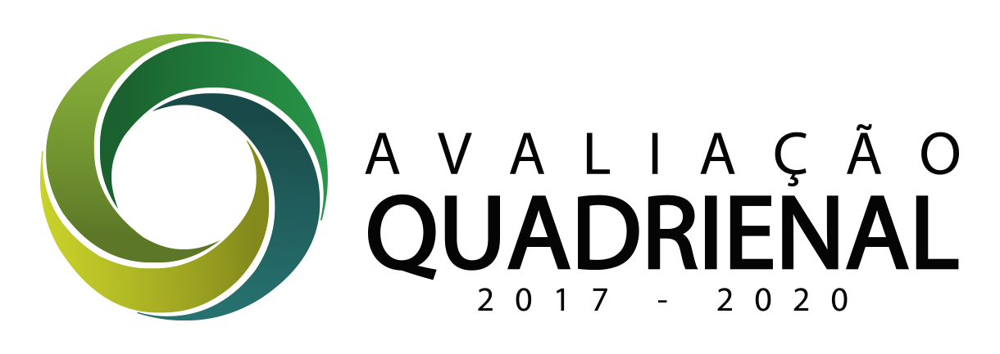 AVALIAÇÃO
QUADRIENAL
2017 - 2020